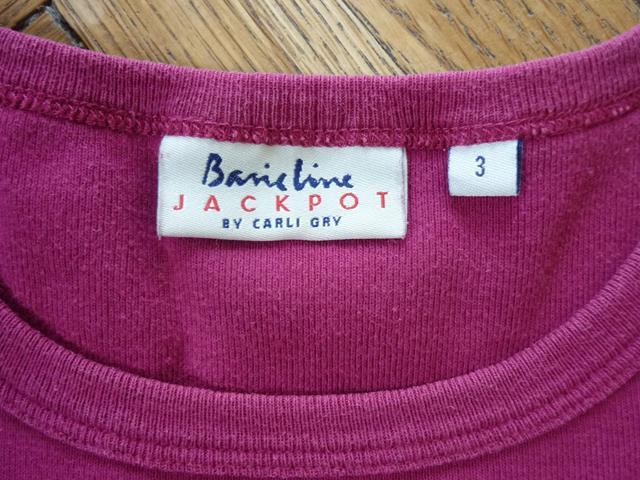 Basic Line
JACKPOT
BY CARLI GRY
3